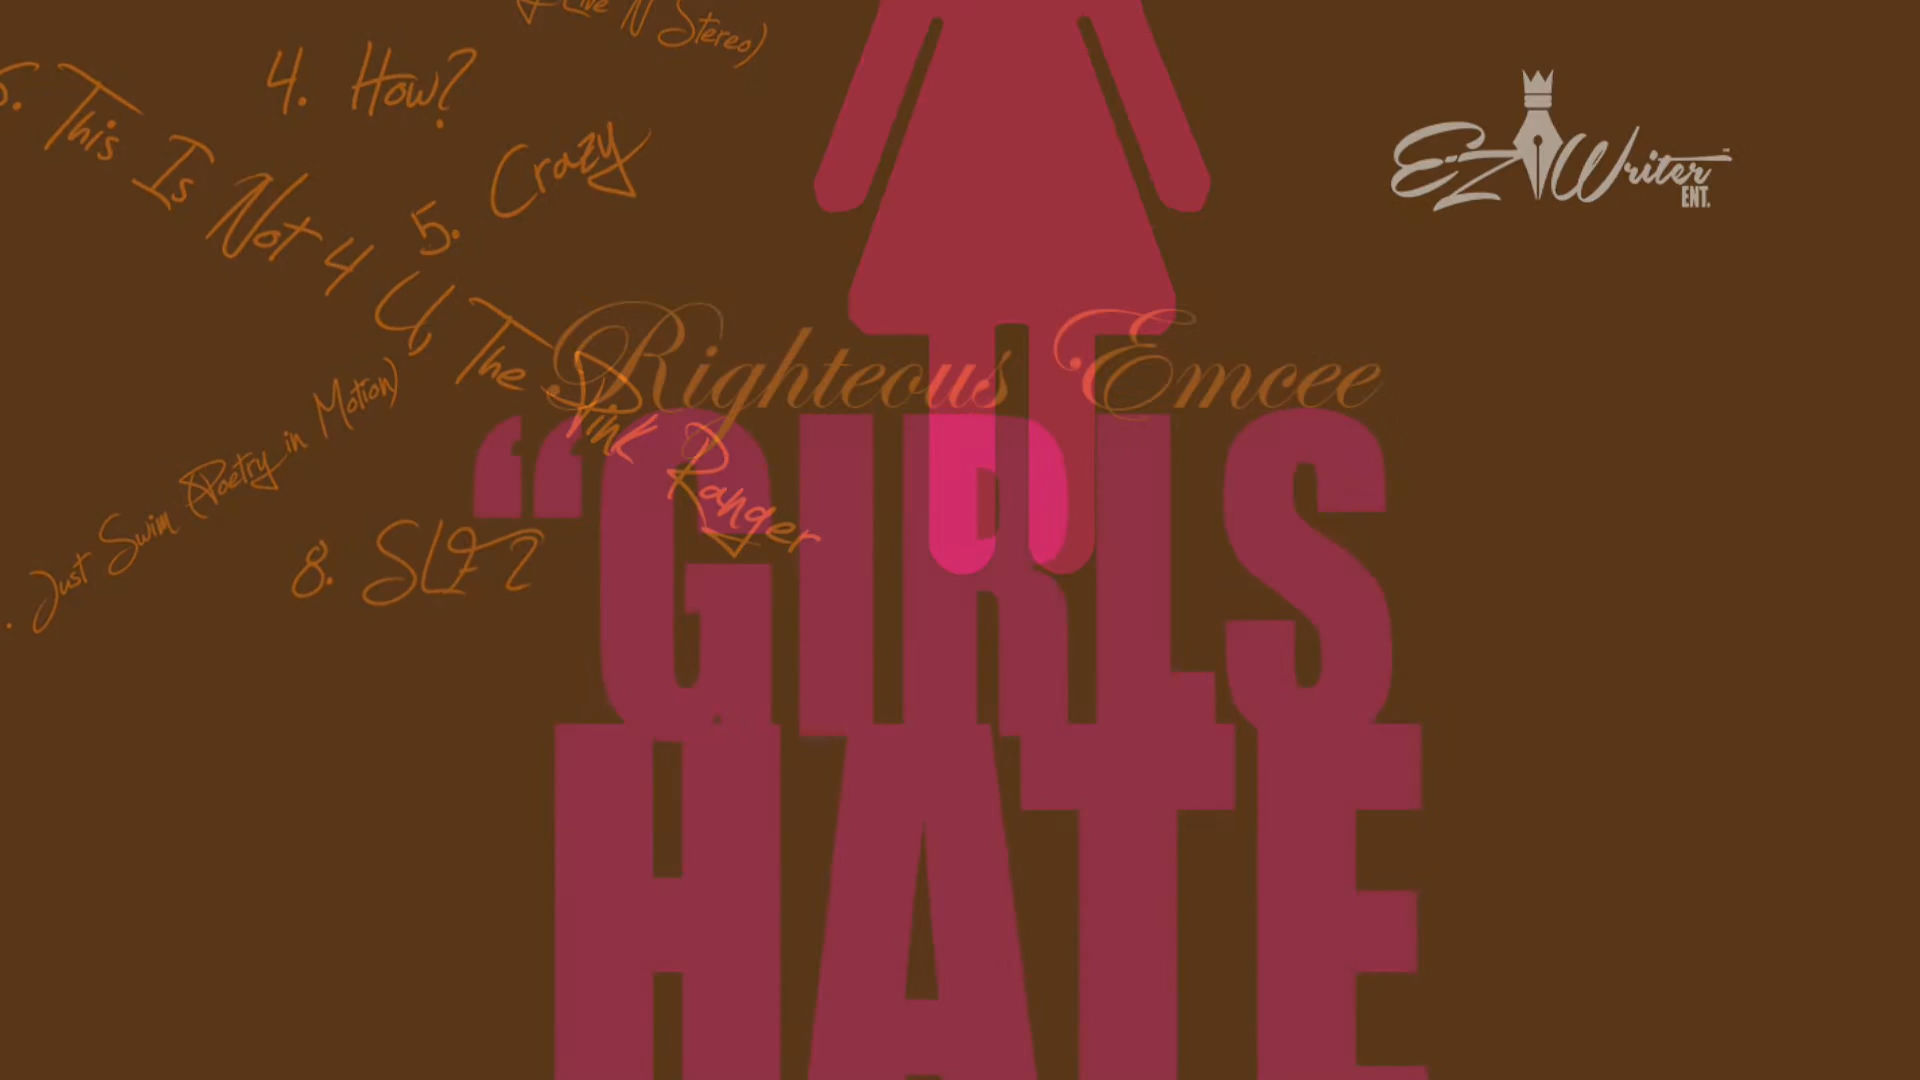 (Live N Stereo)
4. How?
5. Crazy
6. This Is Not 4 U, The Pink Ranger
Just Swim (Poetry in Motion)
8. SLF2
E-Z Writer
ENT.
Righteous Emcee
"GIRLS
HATE